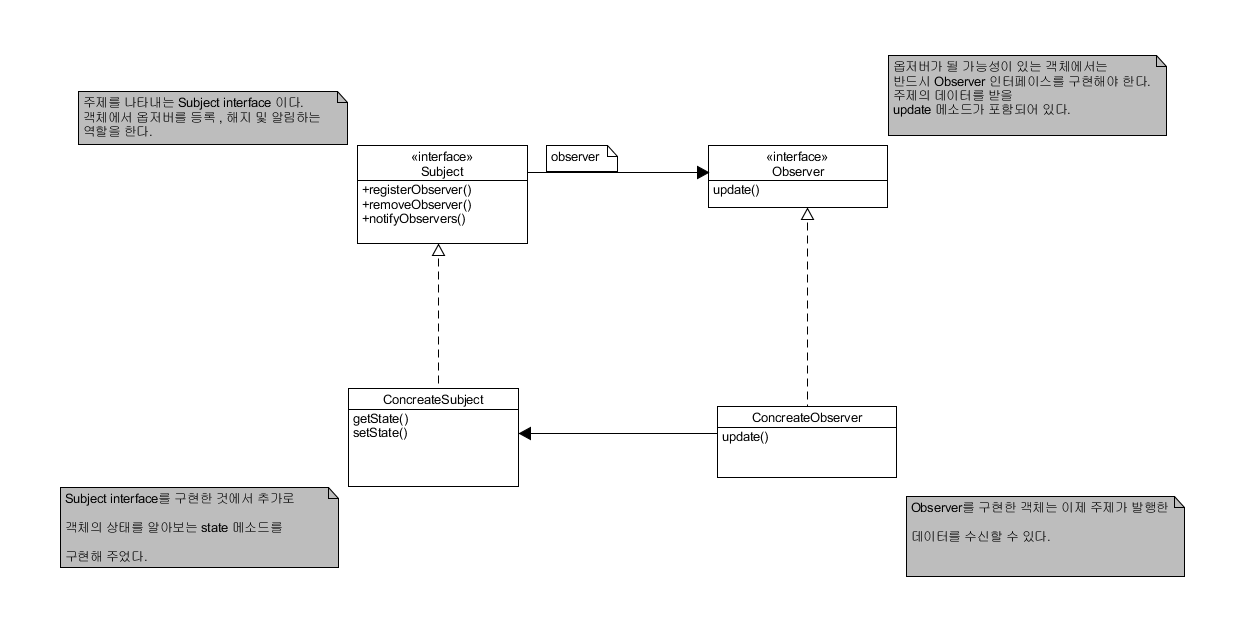 옵저버가 될 가능성이 있는 객체에서는
반드시 Observer 인터페이스를 구현해야 한다.
주제의 데이터를 받을
update 메소드가 포함되어 있다.
주제를 나타내는 Subject interface 이다.
객체에서 옵저버를 등록 , 해지 및 알림하는
역할을 한다.
«interface»
Subject
+registerObserver()
+removeObserver()
+notifyObservers()
observer
«interface»
Observer
update()
ConcreateSubject
getState()
setState()
ConcreateObserver
update()
Subject interface를 구현한 것에서 추가로
객체의 상태를 알아보는 state 메소드를
구현해 주었다.
Observer를 구현한 객체는 이제 주제가 발행한
데이터를 수신할 수 있다.